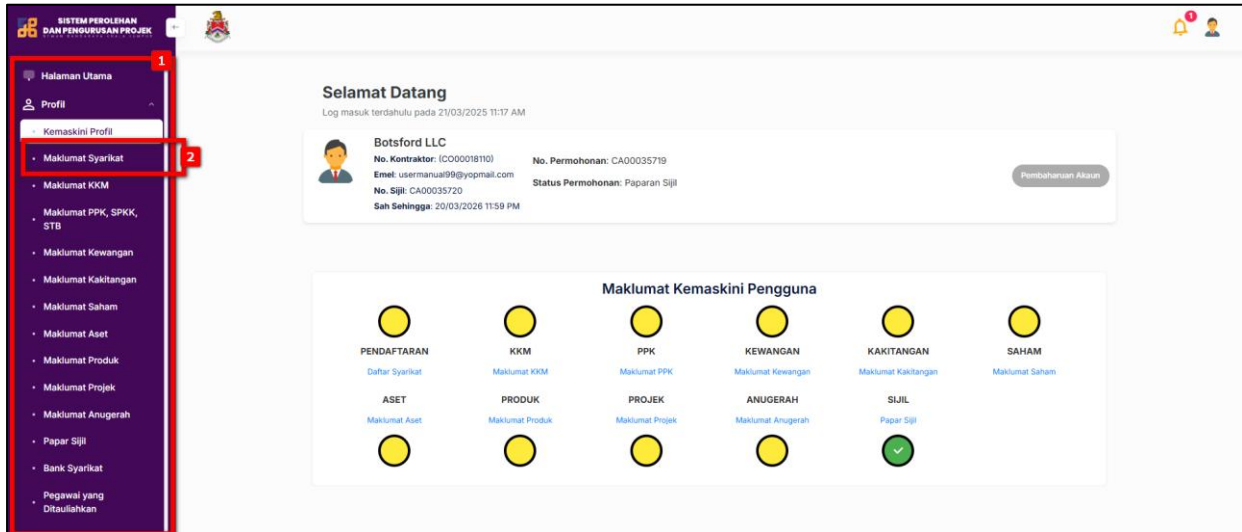 SISTEM PEROLEHAN
DAN PENGURUSAN PROJEK
1
1
Halaman Utama
Profil
Kemaskini Profil
Maklumat Syarikat
2
Maklumat KKM
Maklumat PPK, SPKK,
STB
Maklumat Kewangan
Maklumat Kakitangan
Maklumat Saham
Maklumat Aset
Maklumat Produk
Maklumat Projek
Maklumat Anugerah
Papar Sijil
Bank Syarikat
Pegawai yang
Ditauliahkan
Selamat Datang
Log masuk terdahulu pada 21/03/2025 11:17 AM
Botsford LLC
No. Kontraktor: (CO00018110)
Emel: usermanual99@yopmail.com
No. Sijil: CA00035720
Sah Sehingga: 20/03/2026 11:59 PM
No. Permohonan: CA00035719
Status Permohonan: Paparan Sijil
Pembaharuan Akaun
Maklumat Kemaskini Pengguna
PENDAFTARAN KKM PPK KEWANGAN KAKITANGAN SAHAM
Daftar Syarikat Maklumat KKM Maklumat PPK Maklumat Kewangan Maklumat Kakitangan Maklumat Saham
ASET PRODUK PROJEK ANUGERAH SIJIL
Maklumat Aset Maklumat Produk Maklumat Projek Maklumat Anugerah Papar Sijil